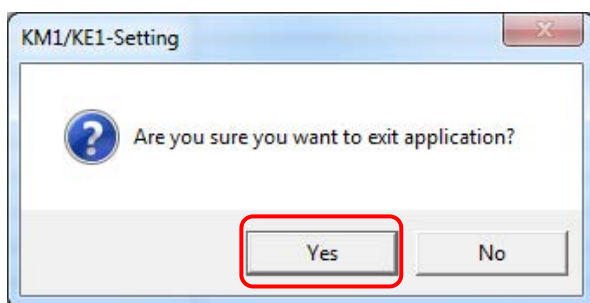 KM1/KE1-Setting
Are you sure you want to exit application?
Yes No